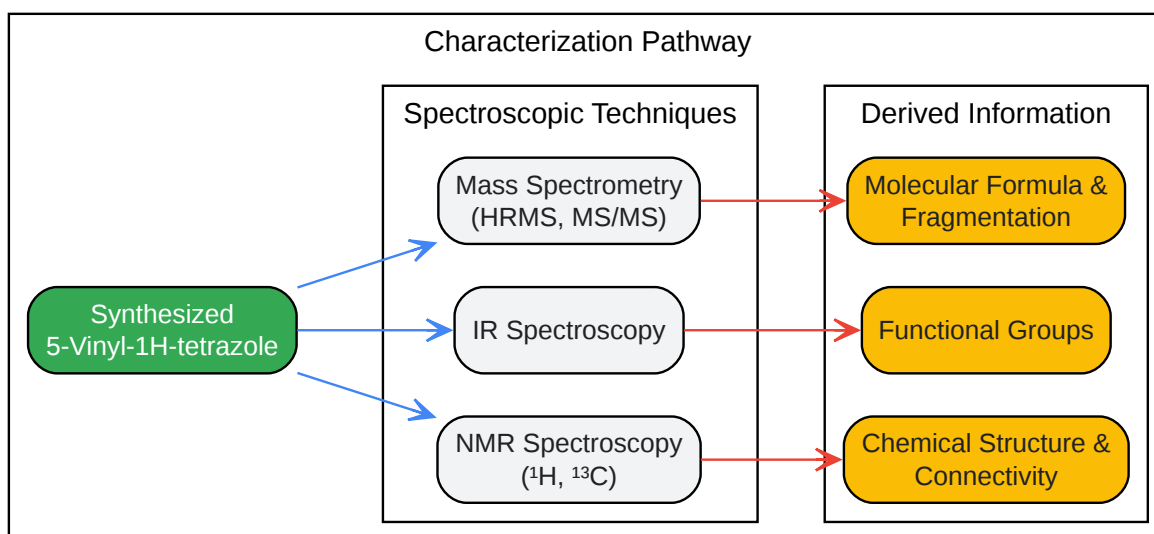 Characterization Pathway
Spectroscopic Techniques
Derived Information
Mass Spectrometry
(HRMS, MS/MS)
Molecular Formula &
Fragmentation
Synthesized
5-Vinyl-1H-tetrazole
IR Spectroscopy
Functional Groups
NMR Spectroscopy
(¹H, ¹³C)
Chemical Structure &
Connectivity